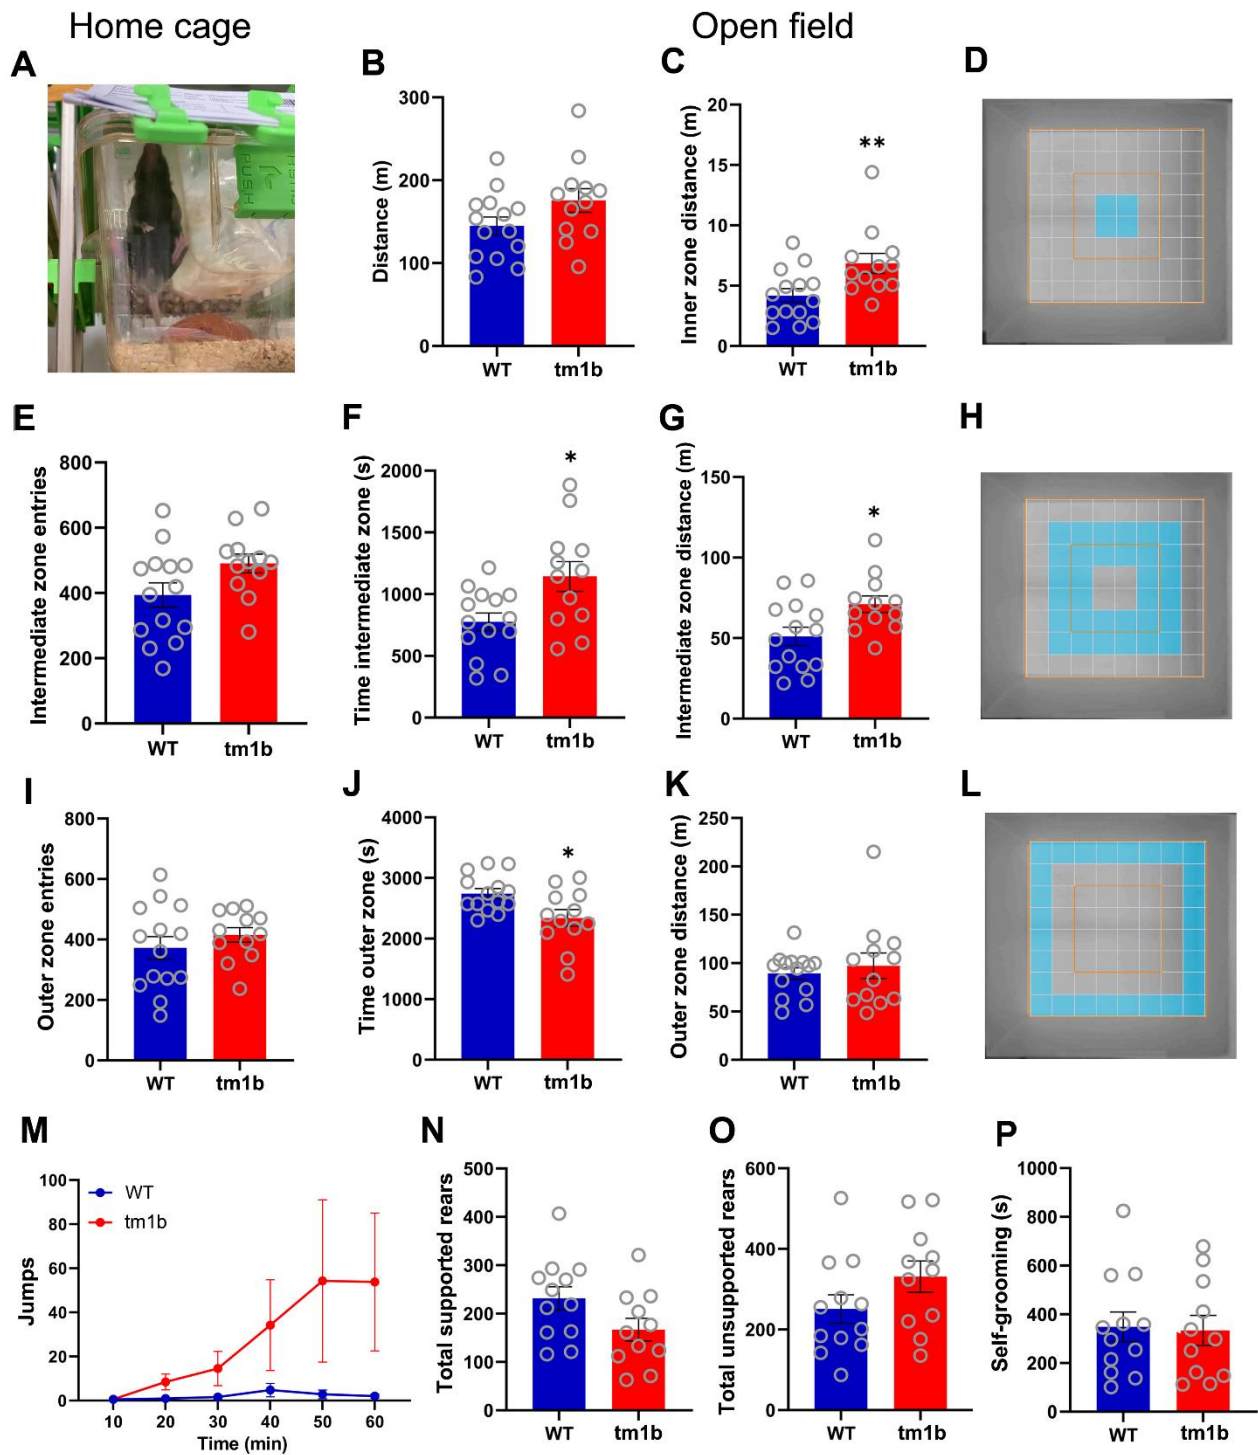 Home cage
Open field
A
PUSH
B
Distance (m)
300
200
100
0
WT
tm1b
C
Inner zone distance (m)
20
15
10
5
0
**
WT
tm1b
D
E
Intermediate zone entries
800
600
400
200
0
WT
tm1b
F
Time intermediate zone (s)
2000
1500
1000
500
0
*
WT
tm1b
G
Intermediate zone distance (m)
150
100
50
0
*
WT
tm1b
H
I
Outer zone entries
800
600
400
200
0
WT
tm1b
J
Time outer zone (s)
4000
3000
2000
1000
0
*
WT
tm1b
K
Outer zone distance (m)
250
200
150
100
50
0
WT
tm1b
L
M
Jumps
100
80
60
40
20
0
WT
tm1b
10 20 30 40 50 60
Time (min)
N
Total supported rears
500
400
300
200
100
0
WT
tm1b
O
Total unsupported rears
600
400
200
0
WT
tm1b
P
Self-grooming (s)
1000
800
600
400
200
0
WT
tm1b